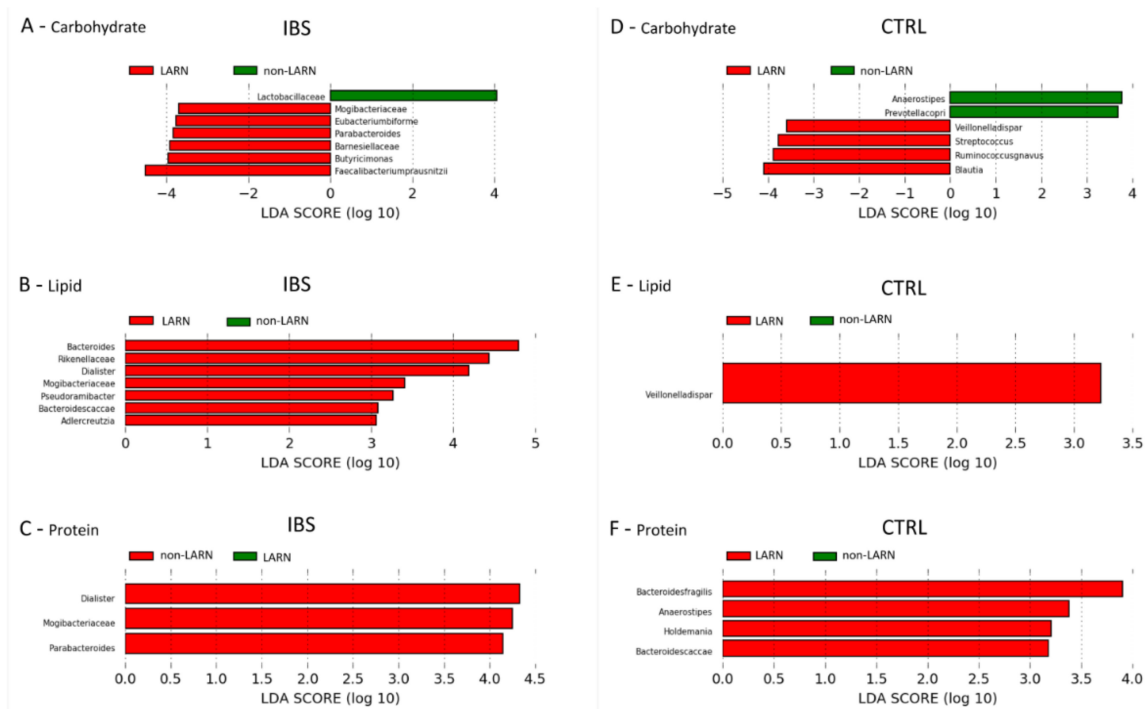 A - Carbohydrate IBS
LARN non-LARN
Lactobacillaceae
Mogibacteriaceae
Eubacteriumbiforme
Parabacteroides
Barnesiellaceae
Butyricimonas
Faecalibacteriumprausnitzii
−4 −2 0 2 4
LDA SCORE (log 10)
D - Carbohydrate CTRL
LARN non-LARN
Anaerostipes
Prevotellacopri
Veillonelladispar
Streptococcus
Ruminococcusgnavus
Blautia
−5 −4 −3 −2 −1 0 1 2 3 4
LDA SCORE (log 10)
B - Lipid IBS
LARN non-LARN
Bacteroides
Rikenellaceae
Dialister
Mogibacteriaceae
Pseudoramibacter
Bacteroidescaccae
Adlercreutzia
0 1 2 3 4 5
LDA SCORE (log 10)
E - Lipid CTRL
LARN non-LARN
Veillonelladispar
0.0 0.5 1.0 1.5 2.0 2.5 3.0 3.5
LDA SCORE (log 10)
C - Protein IBS
non-LARN LARN
Dialister
Mogibacteriaceae
Parabacteroides
0.0 0.5 1.0 1.5 2.0 2.5 3.0 3.5 4.0 4.5
LDA SCORE (log 10)
F - Protein CTRL
LARN non-LARN
Bacteroidesfragilis
Anaerostipes
Holdemania
Bacteroidescaccae
0.0 0.5 1.0 1.5 2.0 2.5 3.0 3.5 4.0
LDA SCORE (log 10)